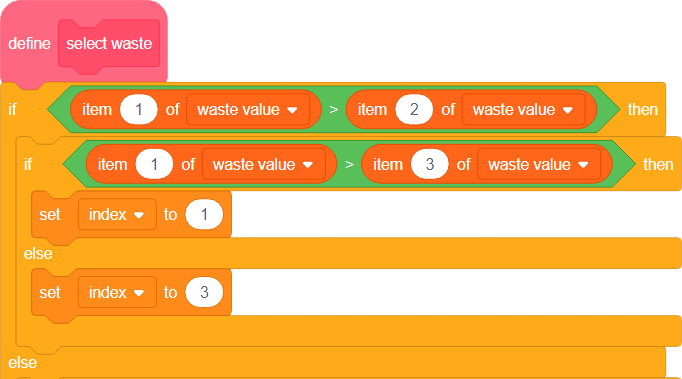 define select waste
if item 1 of waste value > item 2 of waste value then
if item 1 of waste value > item 3 of waste value then
set index to 1
else
set index to 3
else